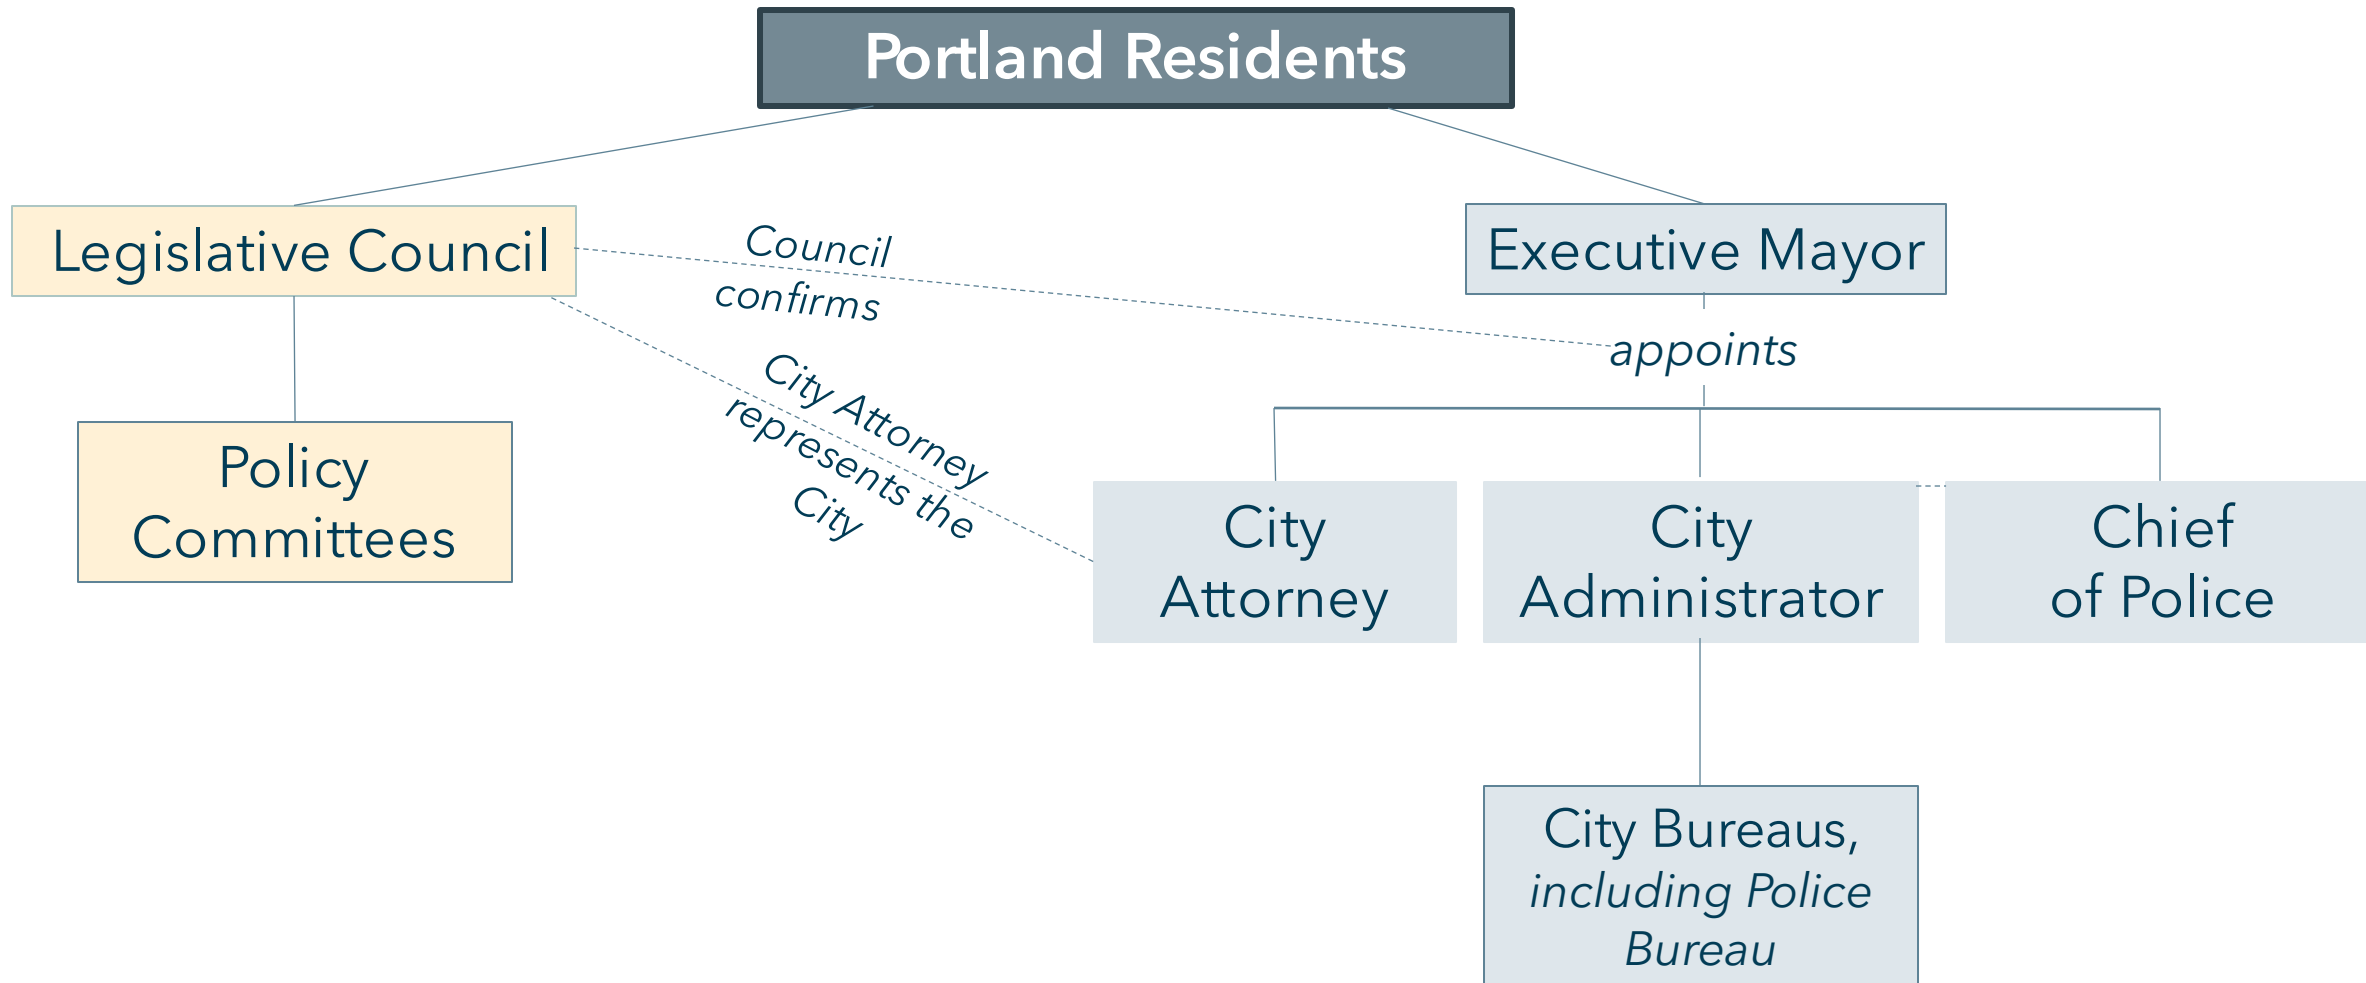 Portland Residents
Legislative Council
Executive Mayor
Council
confirms
appoints
City Attorney
represents the
City
Policy
Committees
City
Attorney
City
Administrator
Chief
of Police
City Bureaus,
including Police
Bureau